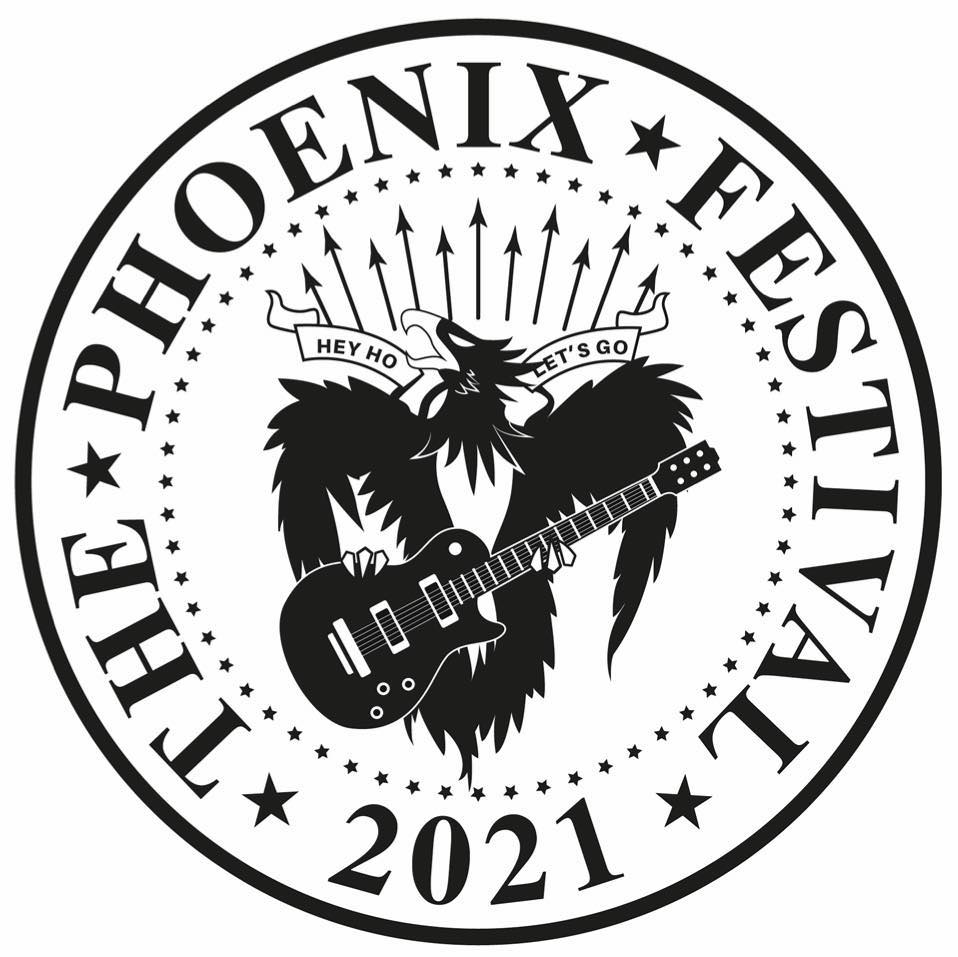 THE ★ PHOENIX ★ FESTIVAL
HEY HO
LET'S GO
★ 2021 ★